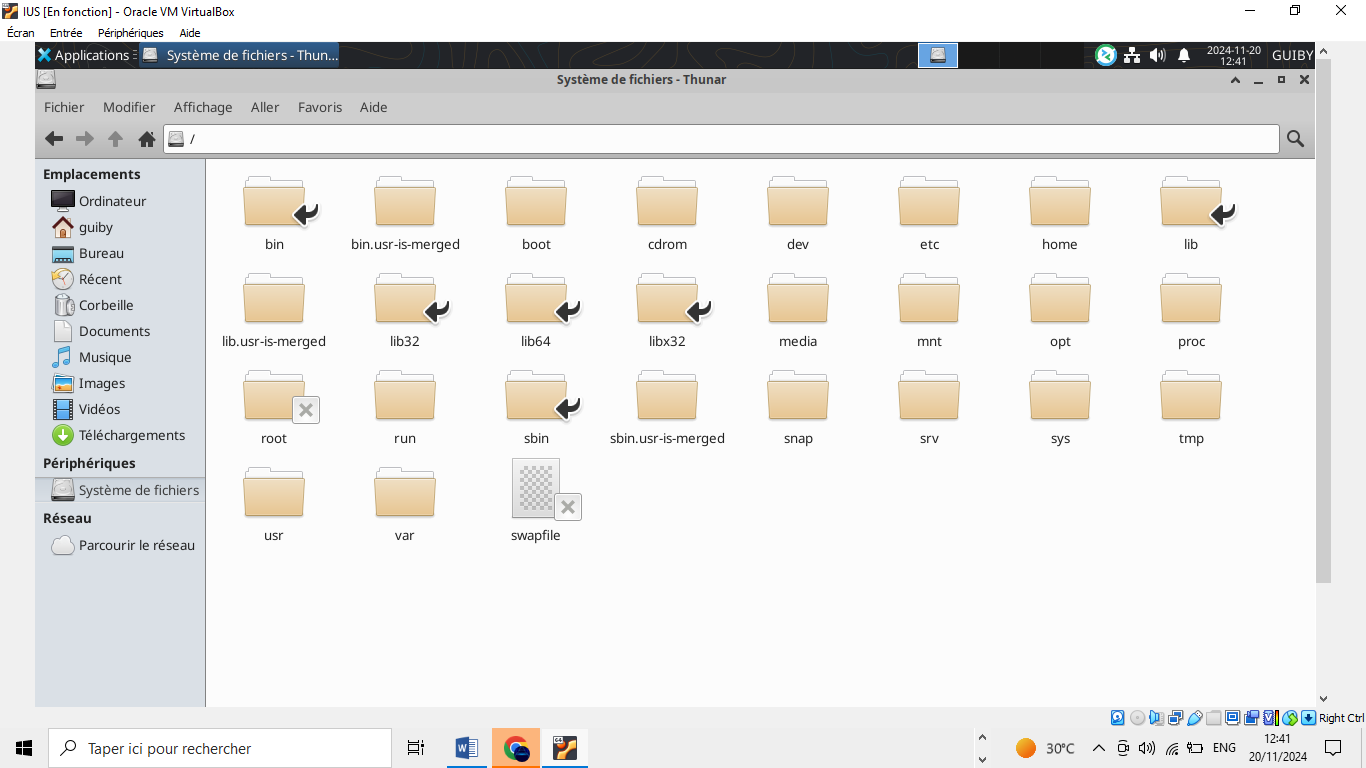 IUS [En fonction] - Oracle VM VirtualBox
Écran Entrée Périphériques Aide
Applications Système de fichiers - Thun... 2024-11-20 GUIBY
12:41
Système de fichiers - Thunar
Fichier Modifier Affichage Aller Favoris Aide
/
Emplacements
Ordinateur
guiby
Bureau
Récent
Corbeille
Documents
Musique
Images
Vidéos
Téléchargements
Périphériques
Système de fichiers
Réseau
Parcourir le réseau
bin bin.usr-is-merged boot cdrom dev etc home lib
lib.usr-is-merged lib32 lib64 libx32 media mnt opt proc
root run sbin sbin.usr-is-merged snap srv sys tmp
usr var swapfile
Right Ctrl
Taper ici pour rechercher
30°C
ENG
12:41
20/11/2024